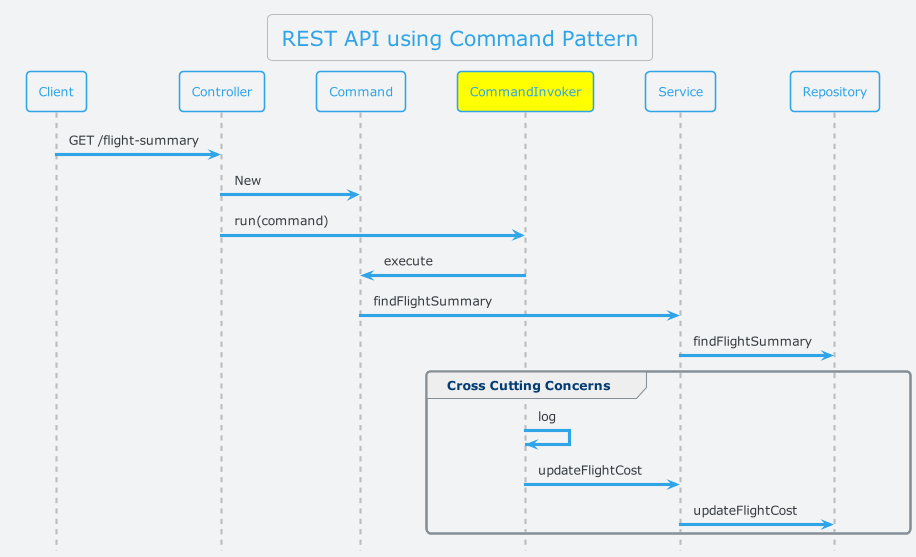 REST API using Command Pattern
Client
Controller
Command
CommandInvoker
Service
Repository
GET /flight-summary
New
run(command)
execute
findFlightSummary
findFlightSummary
Cross Cutting Concerns
log
updateFlightCost
updateFlightCost